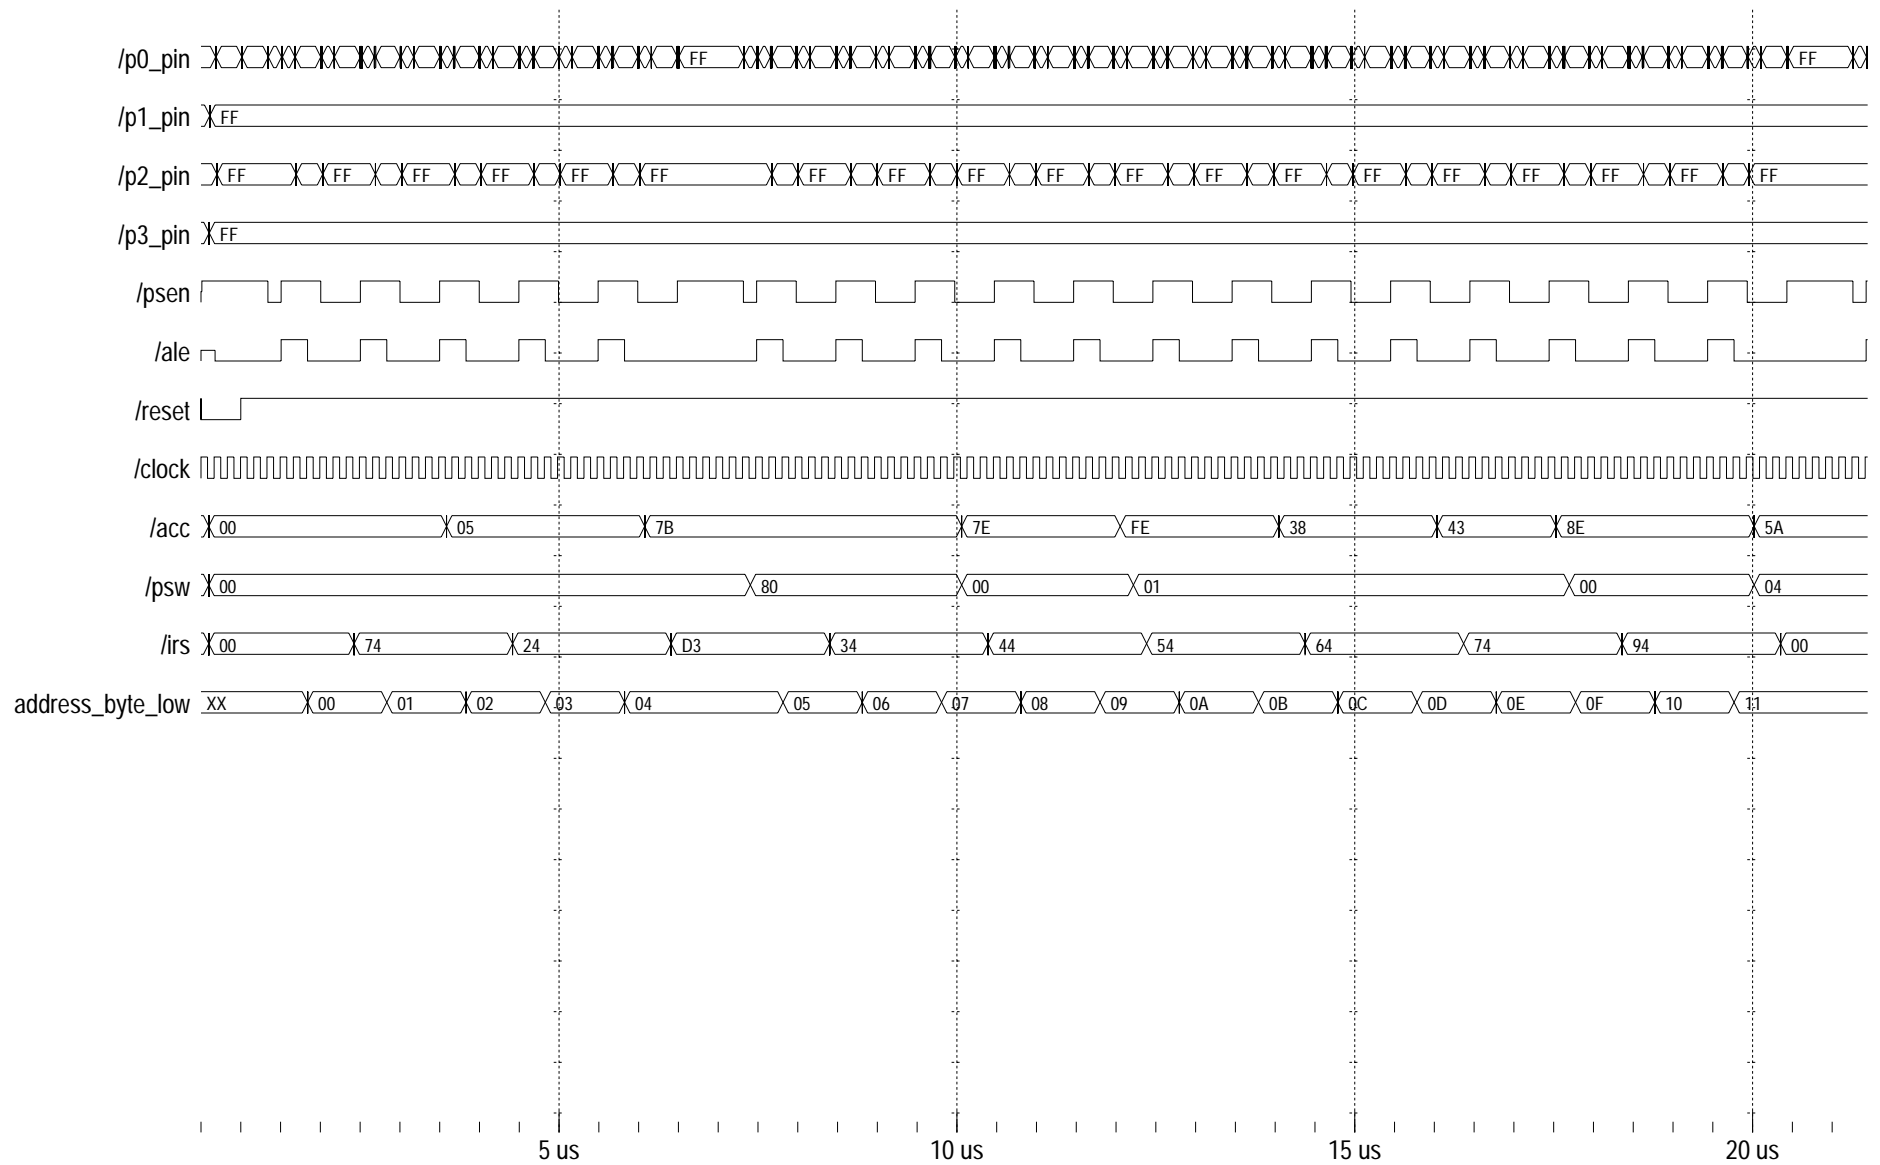 /p0_pin FF FF
/p1_pin FF
/p2_pin FF FF FF FF FF FF FF FF FF FF FF FF FF FF FF FF FF FF
/p3_pin FF
/psen
/ale
/reset
/clock
/acc 00 05 7B 7E FE 38 43 8E 5A
/psw 00 80 00 01 00 04
/irs 00 74 24 D3 34 44 54 64 74 94 00
address_byte_low XX 00 01 02 03 04 05 06 07 08 09 0A 0B 0C 0D 0E 0F 10 11
5 us 10 us 15 us 20 us